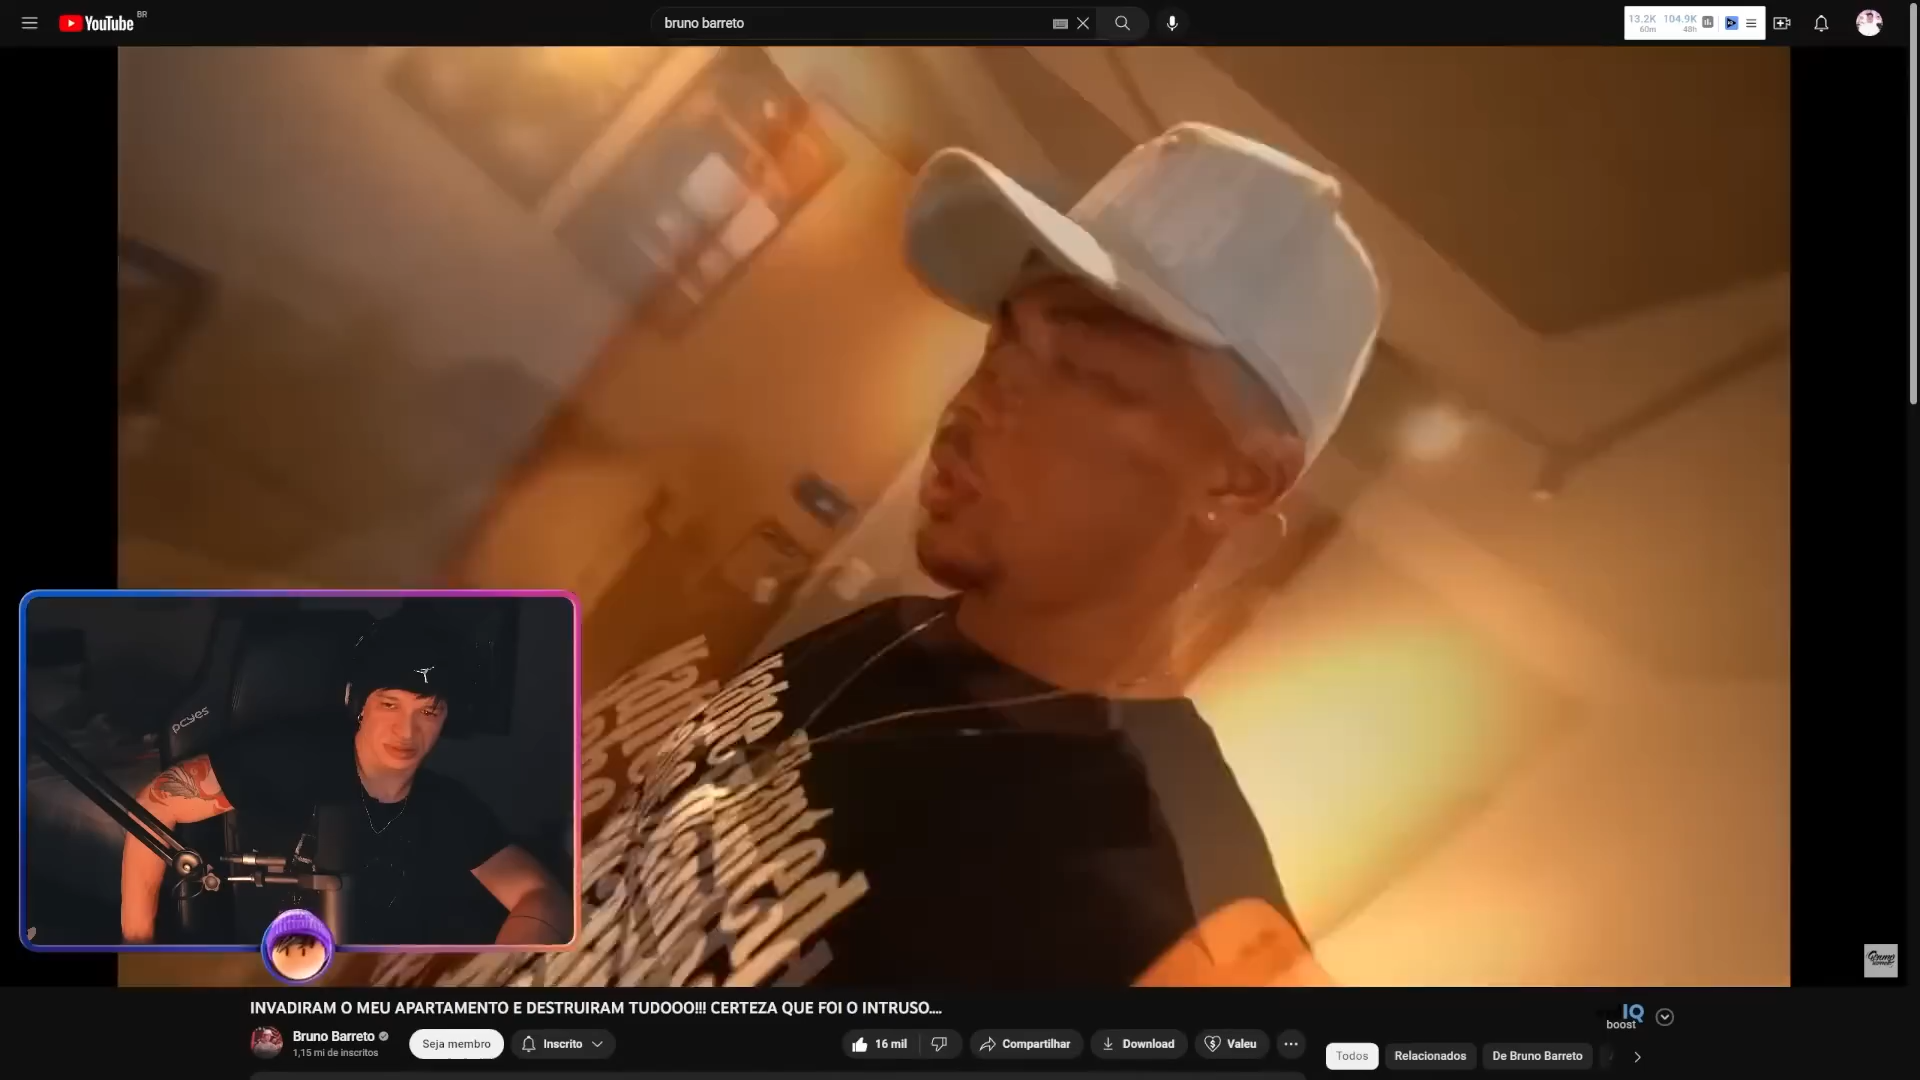 YouTube BR
bruno barreto
13.2K 104.9K
60m 48h
pcyes
INVADIRAM O MEU APARTAMENTO E DESTRUIRAM TUDOOO!!! CERTEZA QUE FOI O INTRUSO....
IQ
boost
Bruno Barreto
1,15 mi de inscritos
Seja membro
Inscrito
16 mil
Compartilhar
Download
Valeu
Todos
Relacionados
De Bruno Barreto